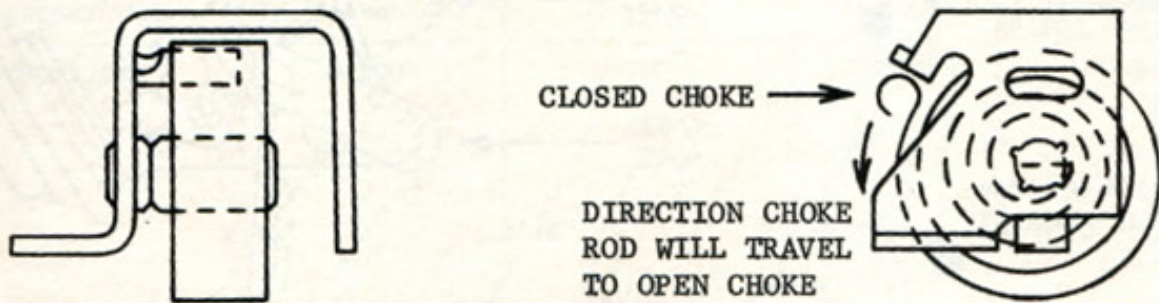 CLOSED CHOKE
DIRECTION CHOKE
ROD WILL TRAVEL
TO OPEN CHOKE